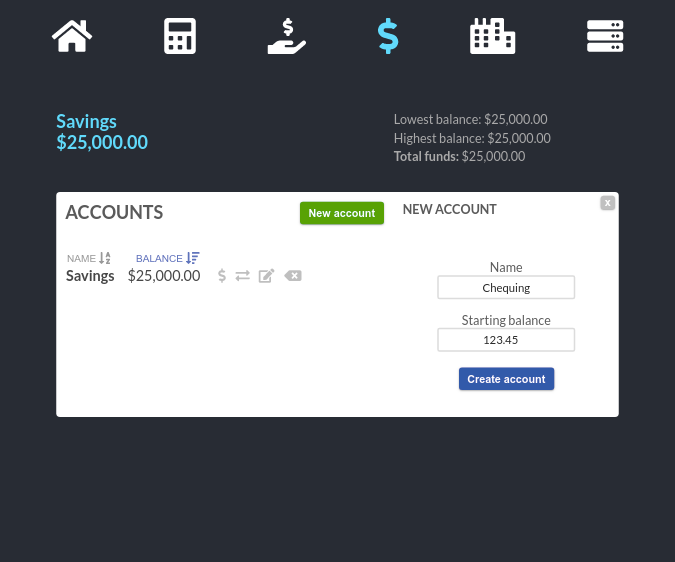 Savings
$25,000.00
Lowest balance: $25,000.00
Highest balance: $25,000.00
Total funds: $25,000.00
ACCOUNTS
New account
NAME
BALANCE
Savings $25,000.00
NEW ACCOUNT
x
Name
Chequing
Starting balance
123.45
Create account